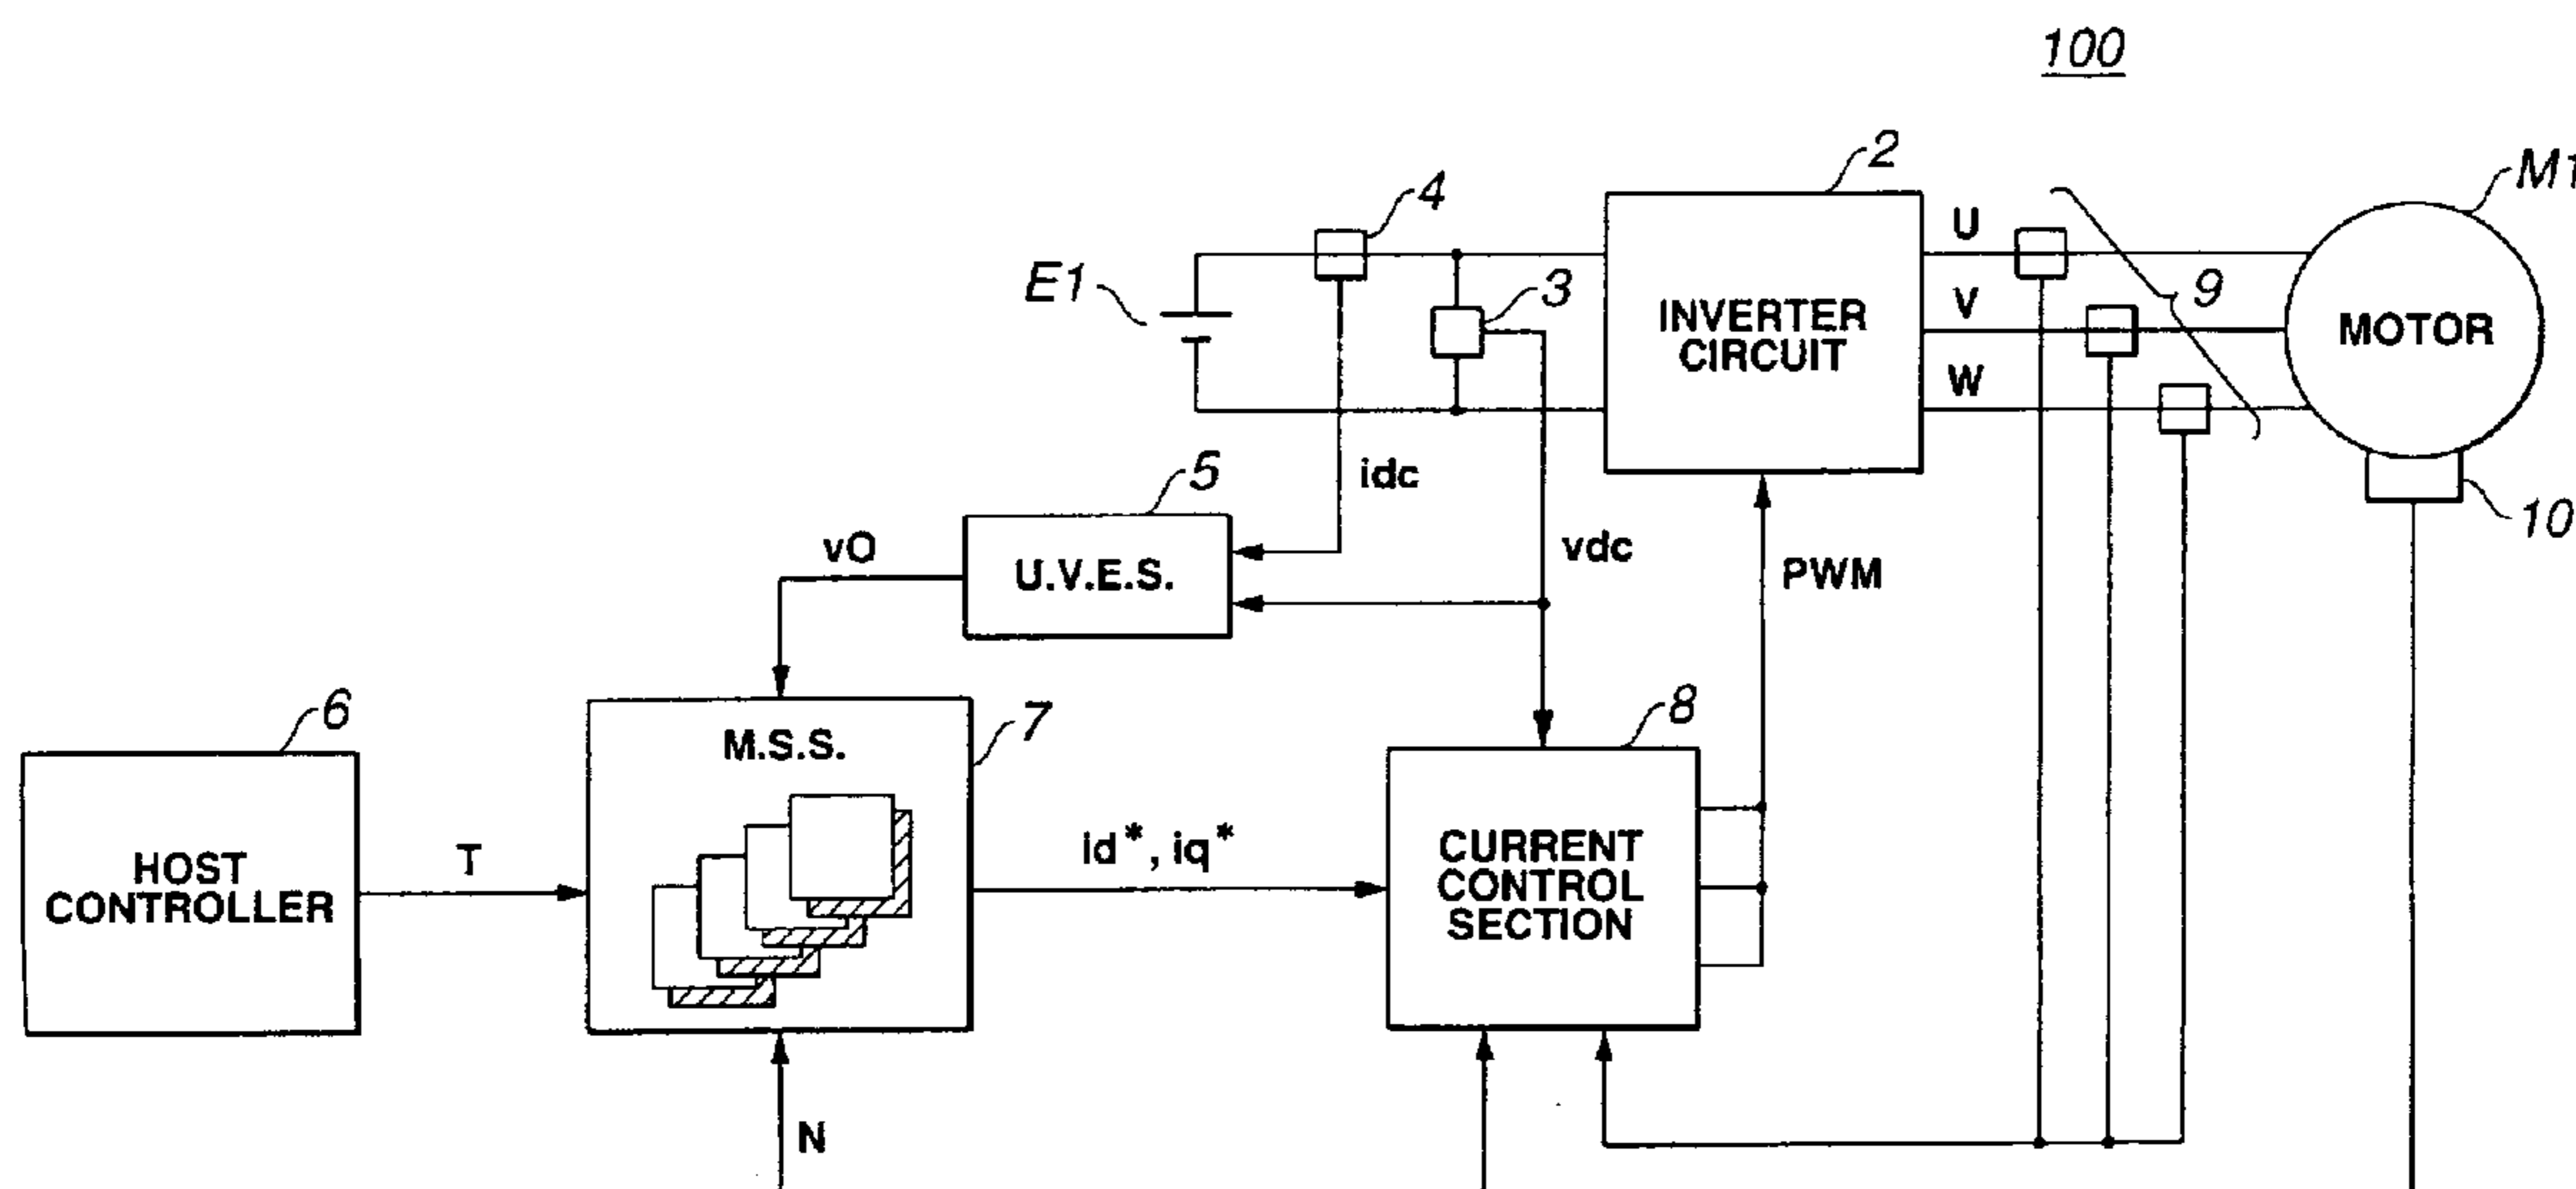 100
2
M1
4
U
E1
3
INVERTER
CIRCUIT
V
9
MOTOR
W
5
idc
10
vO
U.V.E.S.
vdc
PWM
6
M.S.S.
7
8
HOST
CONTROLLER
T
id*, iq*
CURRENT
CONTROL
SECTION
N